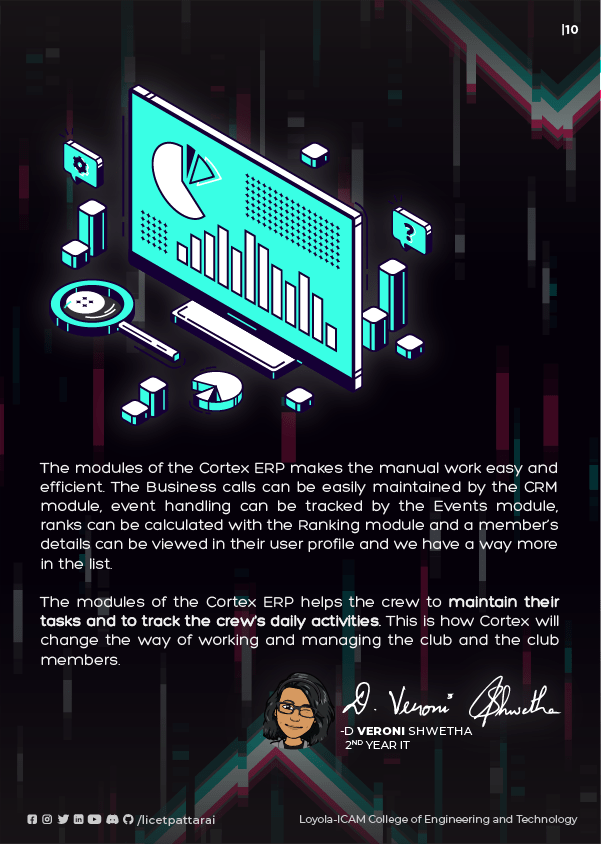 |10
?
The modules of the Cortex ERP makes the manual work easy and
efficient. The Business calls can be easily maintained by the CRM
module, event handling can be tracked by the Events module,
ranks can be calculated with the Ranking module and a member's
details can be viewed in their user profile and we have a way more
in the list.
The modules of the Cortex ERP helps the crew to maintain their
tasks and to track the crew's daily activities. This is how Cortex will
change the way of working and managing the club and the club
members.
D. Veroni Shwetha
-D VERONI SHWETHA
2ND YEAR IT
/licetpattarai
Loyola-ICAM College of Engineering and Technology